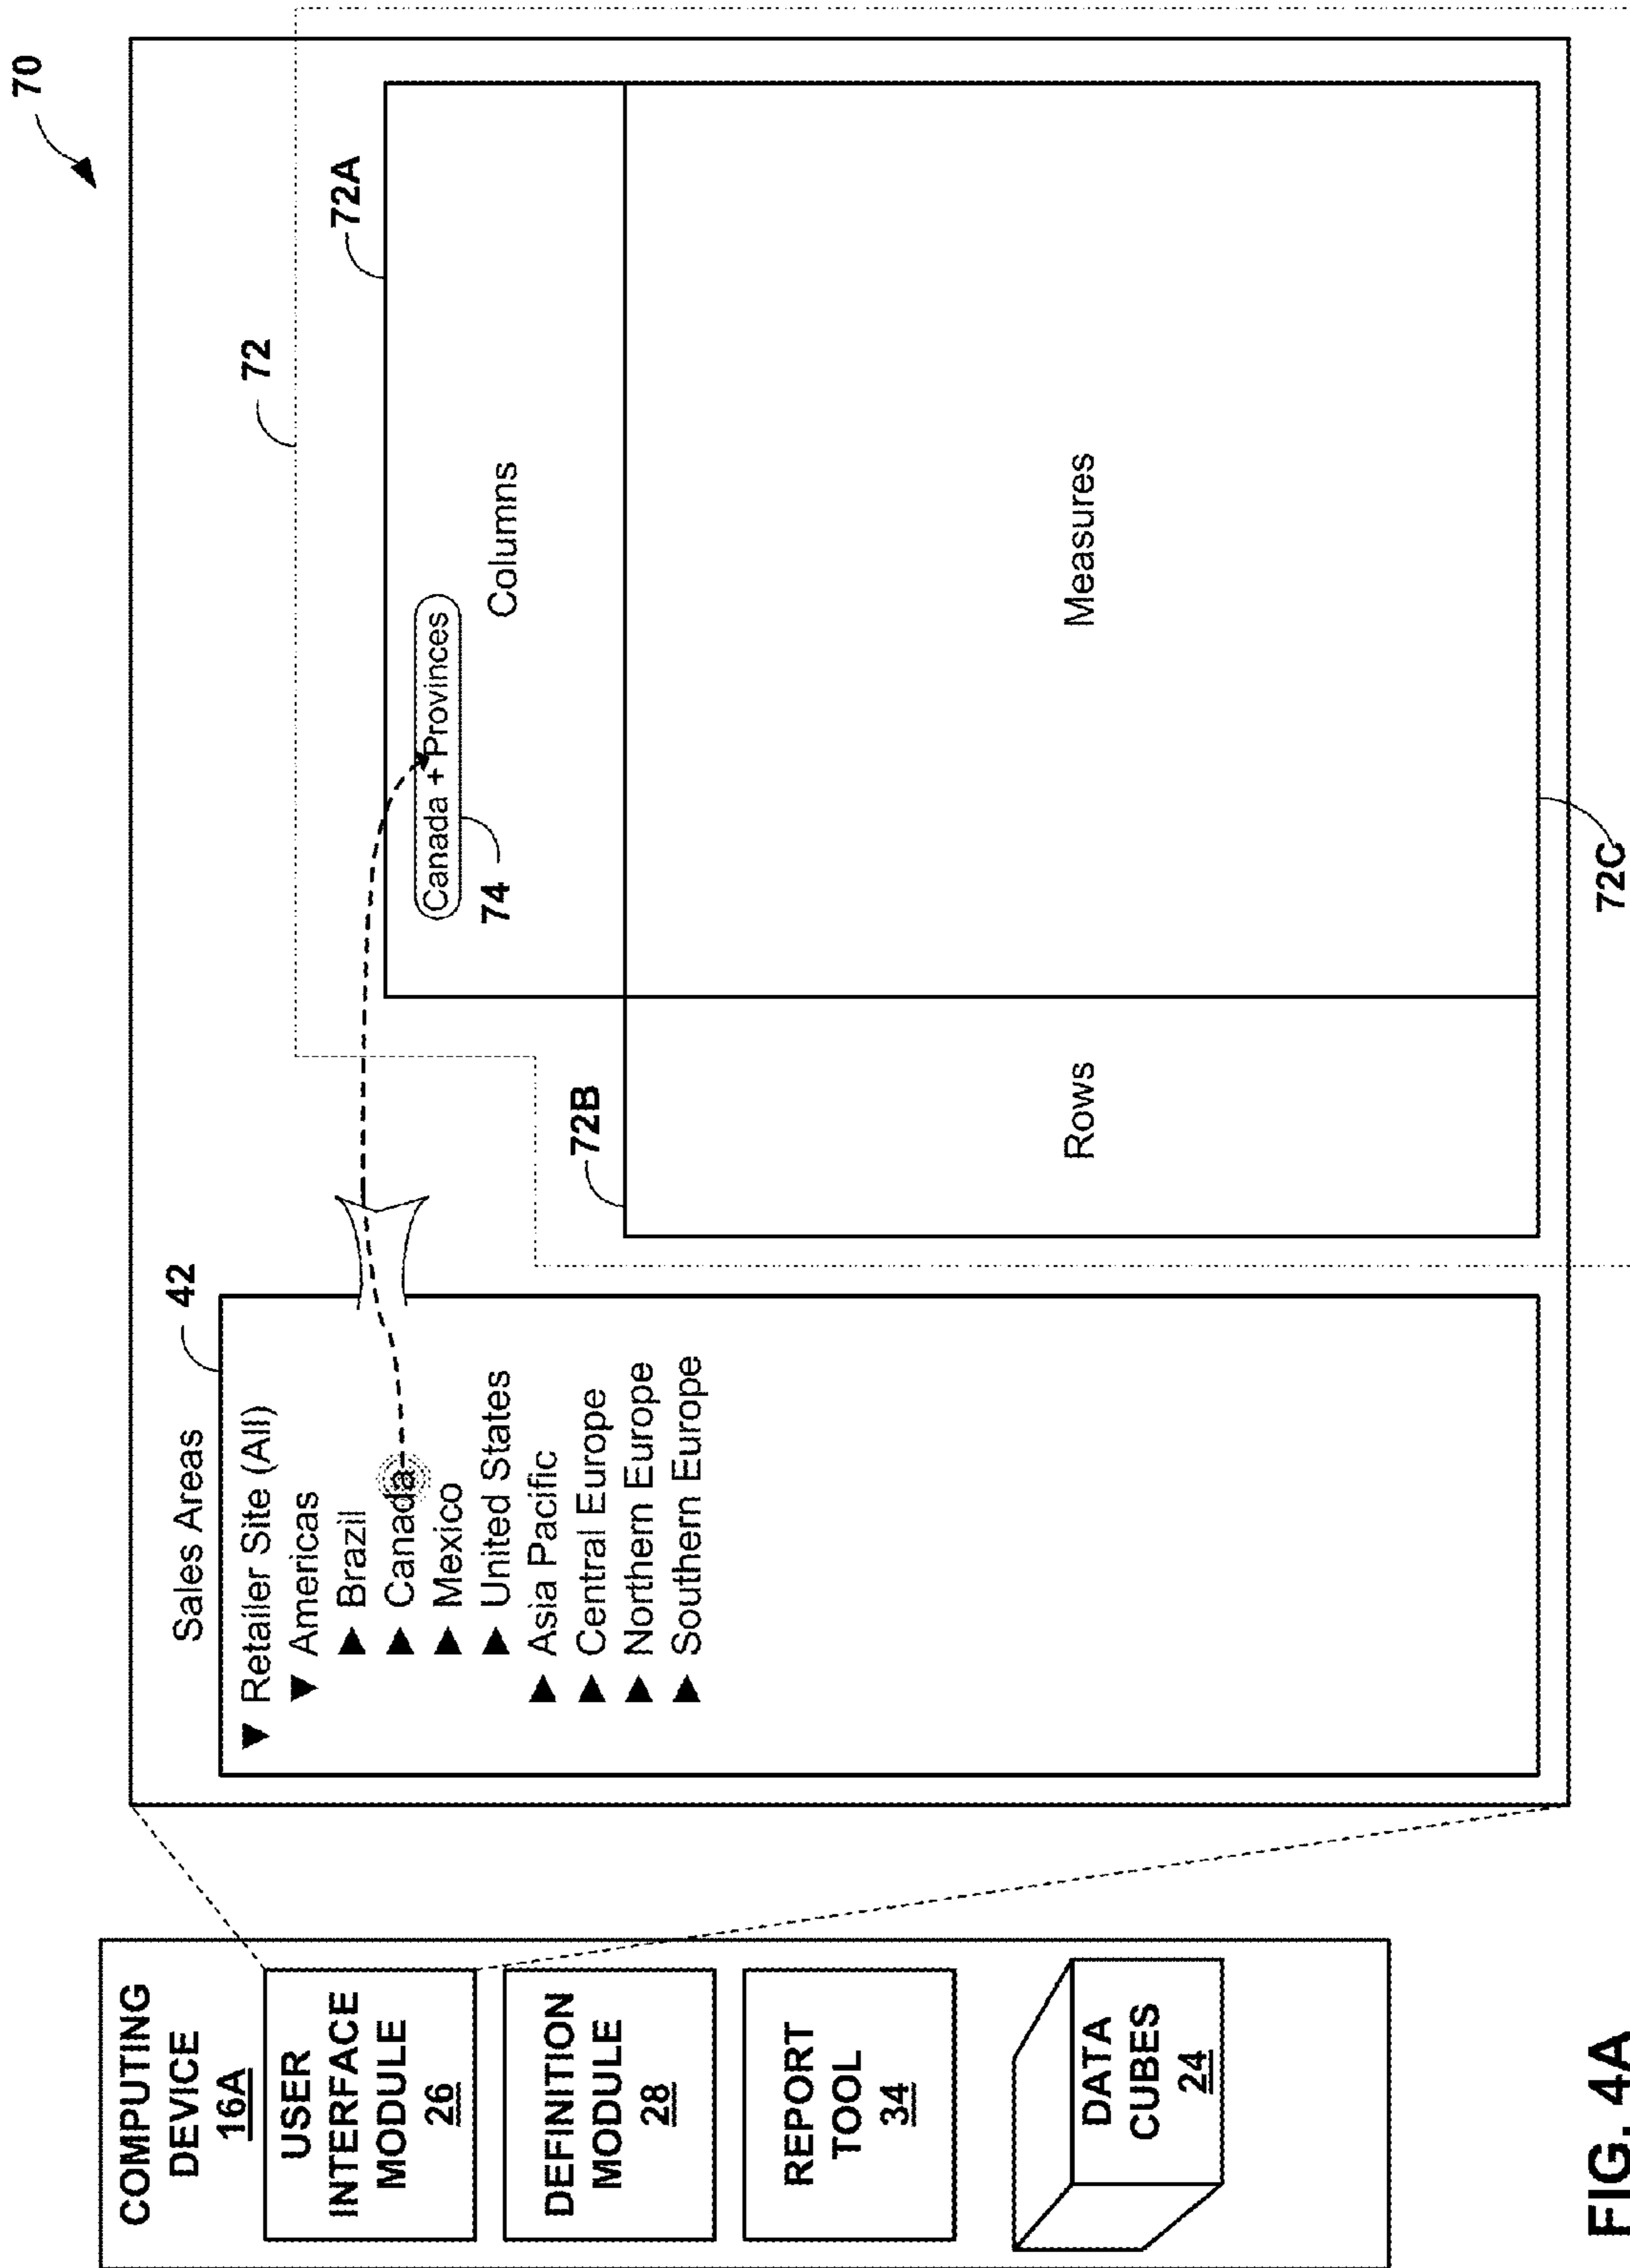 70
COMPUTING
DEVICE
16A
USER
INTERFACE
MODULE
26
DEFINITION
MODULE
28
REPORT
TOOL
34
DATA
CUBES
24
Sales Areas
42
▼ Retailer Site (All)
▼ Americas
▶ Brazil
▶ Canada
▶ Mexico
▶ United States
▶ Asia Pacific
▶ Central Europe
▶ Northern Europe
▶ Southern Europe
72
72A
Canada + Provinces
74
Columns
72B
Rows
Measures
72C
FIG. 4A